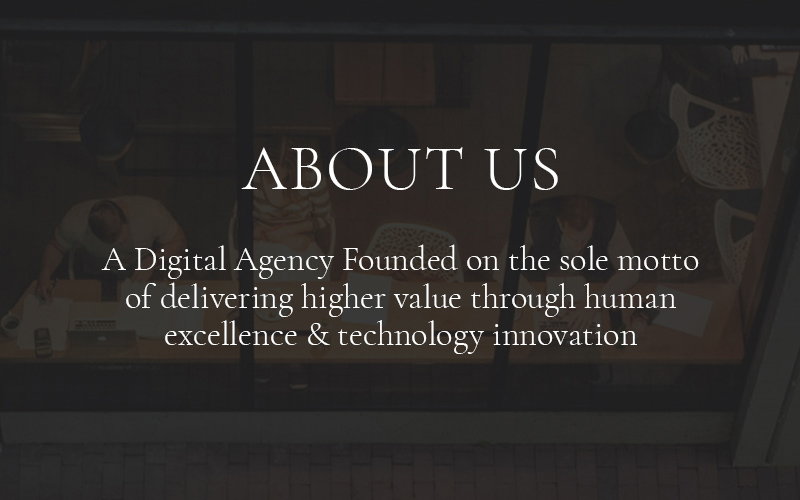 ABOUT US
A Digital Agency Founded on the sole motto
of delivering higher value through human
excellence & technology innovation